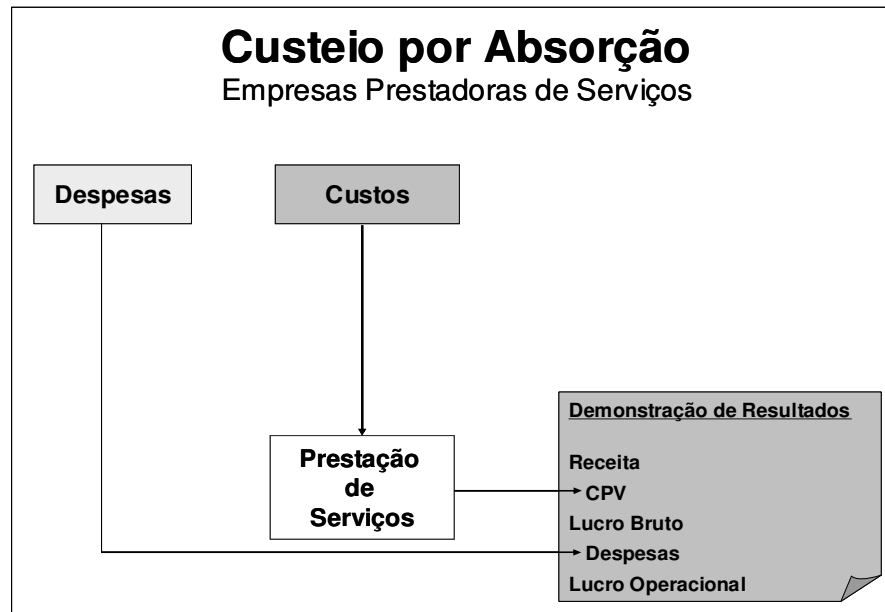 Custeio por Absorção
Empresas Prestadoras de Serviços
Despesas
Custos
Prestação
de
Serviços
Demonstração de Resultados
Receita
CPV
Lucro Bruto
Despesas
Lucro Operacional